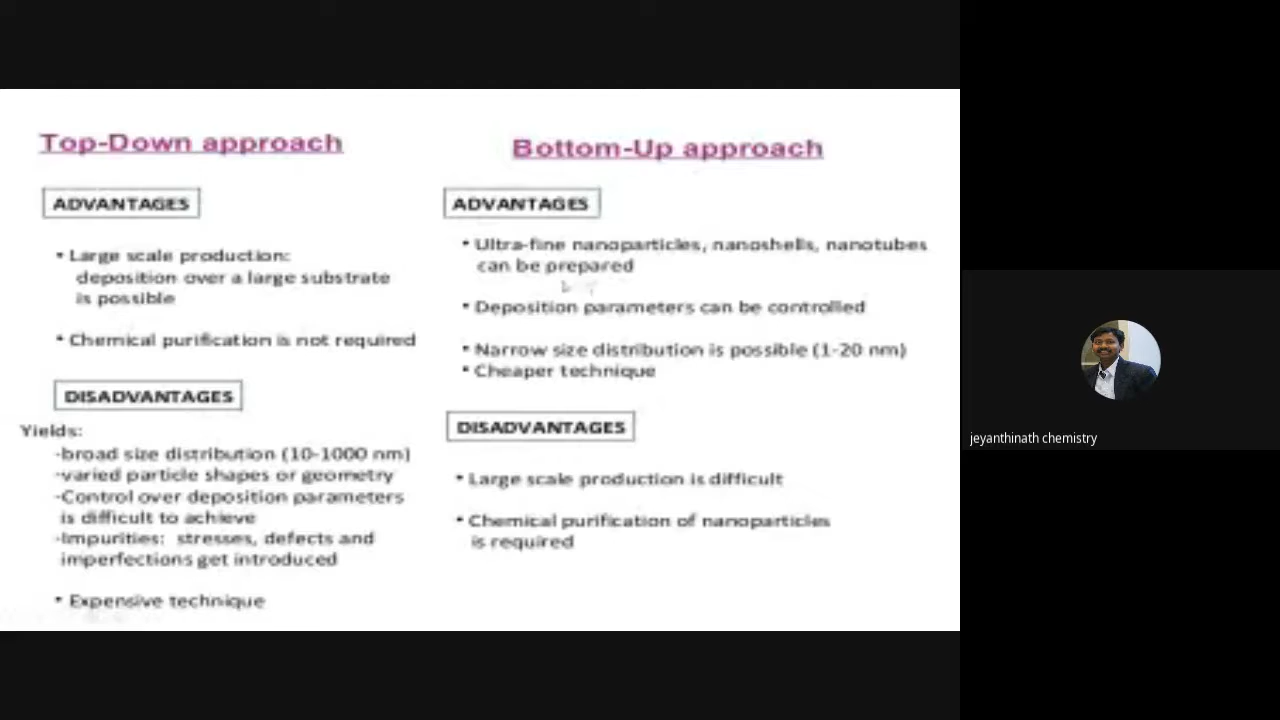 Top-Down approach
ADVANTAGES
• Large scale production:
deposition over a large substrate
is possible
• Chemical purification is not required
DISADVANTAGES
Yields:
-broad size distribution (10-1000 nm)
-varied particle shapes or geometry
-Control over deposition parameters
is difficult to achieve
-Impurities: stresses, defects and
imperfections get introduced
• Expensive technique
Bottom-Up approach
ADVANTAGES
• Ultra-fine nanoparticles, nanoshells, nanotubes
can be prepared
• Deposition parameters can be controlled
• Narrow size distribution is possible (1-20 nm)
• Cheaper technique
DISADVANTAGES
• Large scale production is difficult
• Chemical purification of nanoparticles
is required
jeyanthinath chemistry